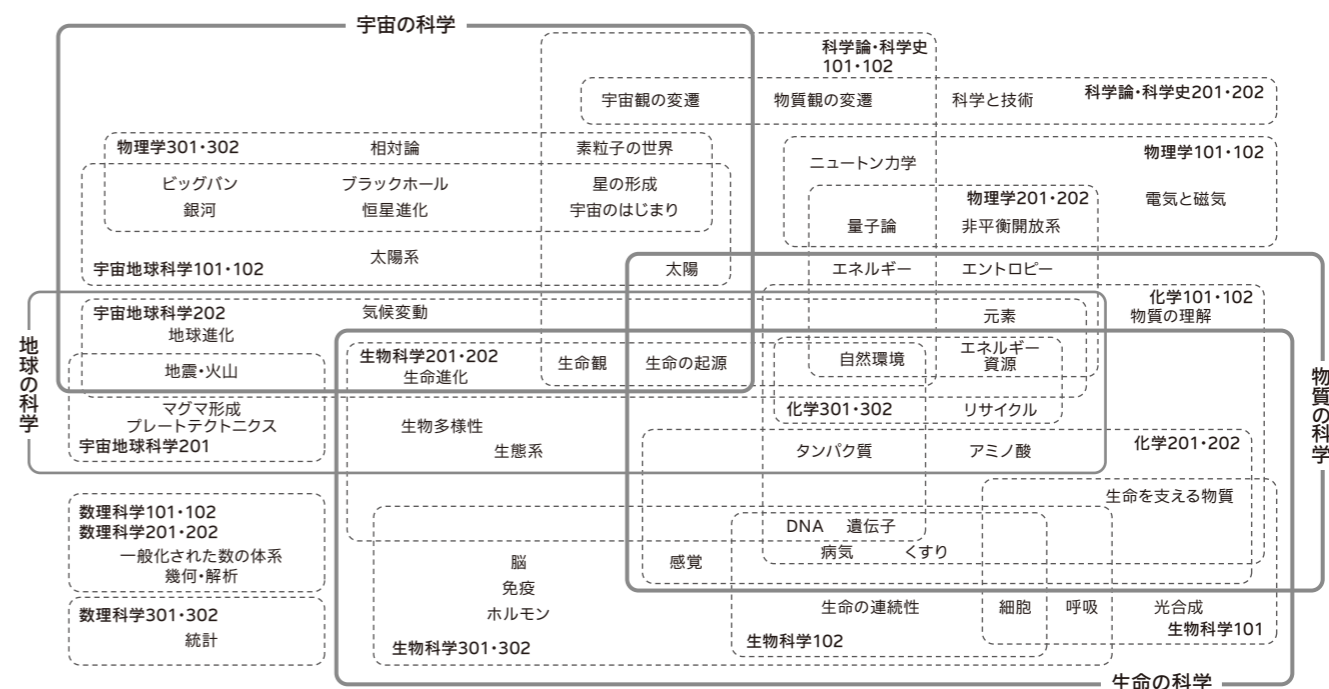 宇宙の科学
科学論・科学史
101・102
宇宙観の変遷
物質観の変遷
科学と技術
科学論・科学史201・202
物理学301・302
相対論
素粒子の世界
ニュートン力学
物理学101・102
ビッグバン
ブラックホール
星の形成
物理学201・202
電気と磁気
銀河
恒星進化
宇宙のはじまり
量子論
非平衡開放系
太陽系
宇宙地球科学101・102
太陽
エネルギー
エントロピー
化学101・102
宇宙地球科学202
気候変動
元素
物質の理解
地球進化
地球の科学
生物科学201・202
生命進化
生命観
生命の起源
自然環境
エネルギー
資源
地震・火山
物質の科学
マグマ形成
プレートテクトニクス
宇宙地球科学201
化学301・302
リサイクル
生物多様性
生態系
タンパク質
アミノ酸
化学201・202
生命を支える物質
数理科学101・102
数理科学201・202
一般化された数の体系
幾何・解析
DNA
遺伝子
病気
くすり
脳
感覚
免疫
ホルモン
生命の連続性
細胞
呼吸
光合成
数理科学301・302
統計
生物科学301・302
生物科学102
生物科学101
生命の科学